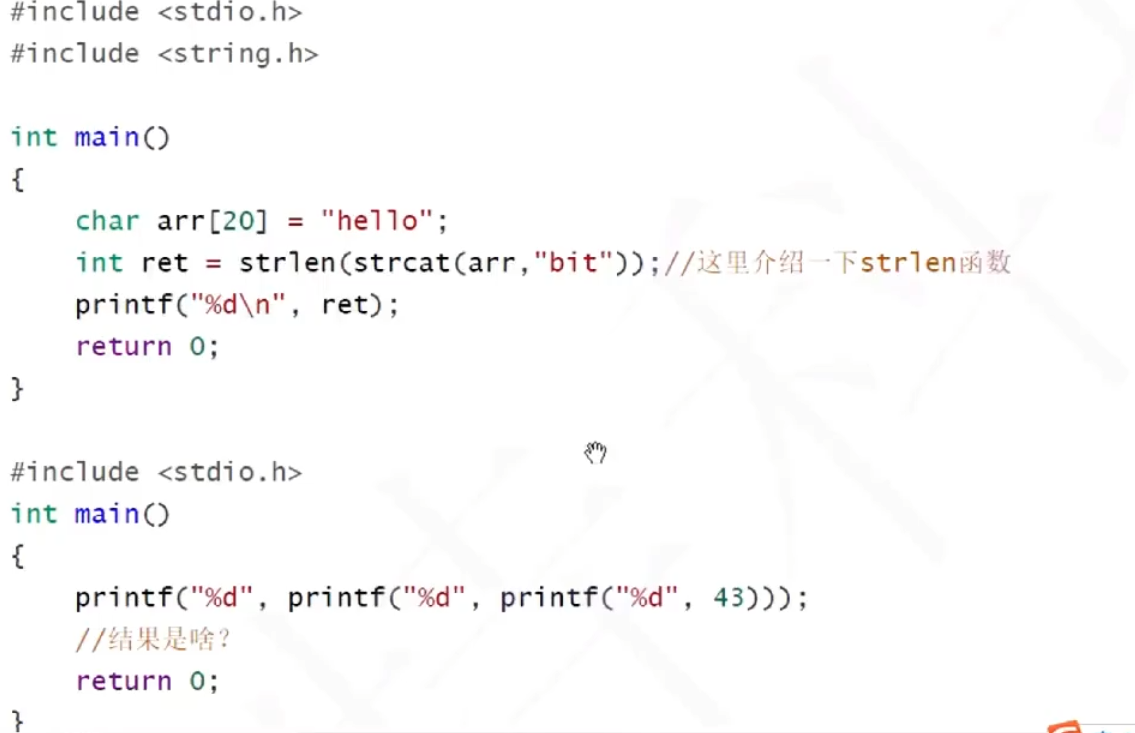 #include <stdio.h>
#include <string.h>
int main()
{
    char arr[20] = "hello";
    int ret = strlen(strcat(arr,"bit"));//这里介绍一下strlen函数
    printf("%d\n", ret);
    return 0;
}
#include <stdio.h>
int main()
{
    printf("%d", printf("%d", printf("%d", 43)));
    //结果是啥?
    return 0;
}